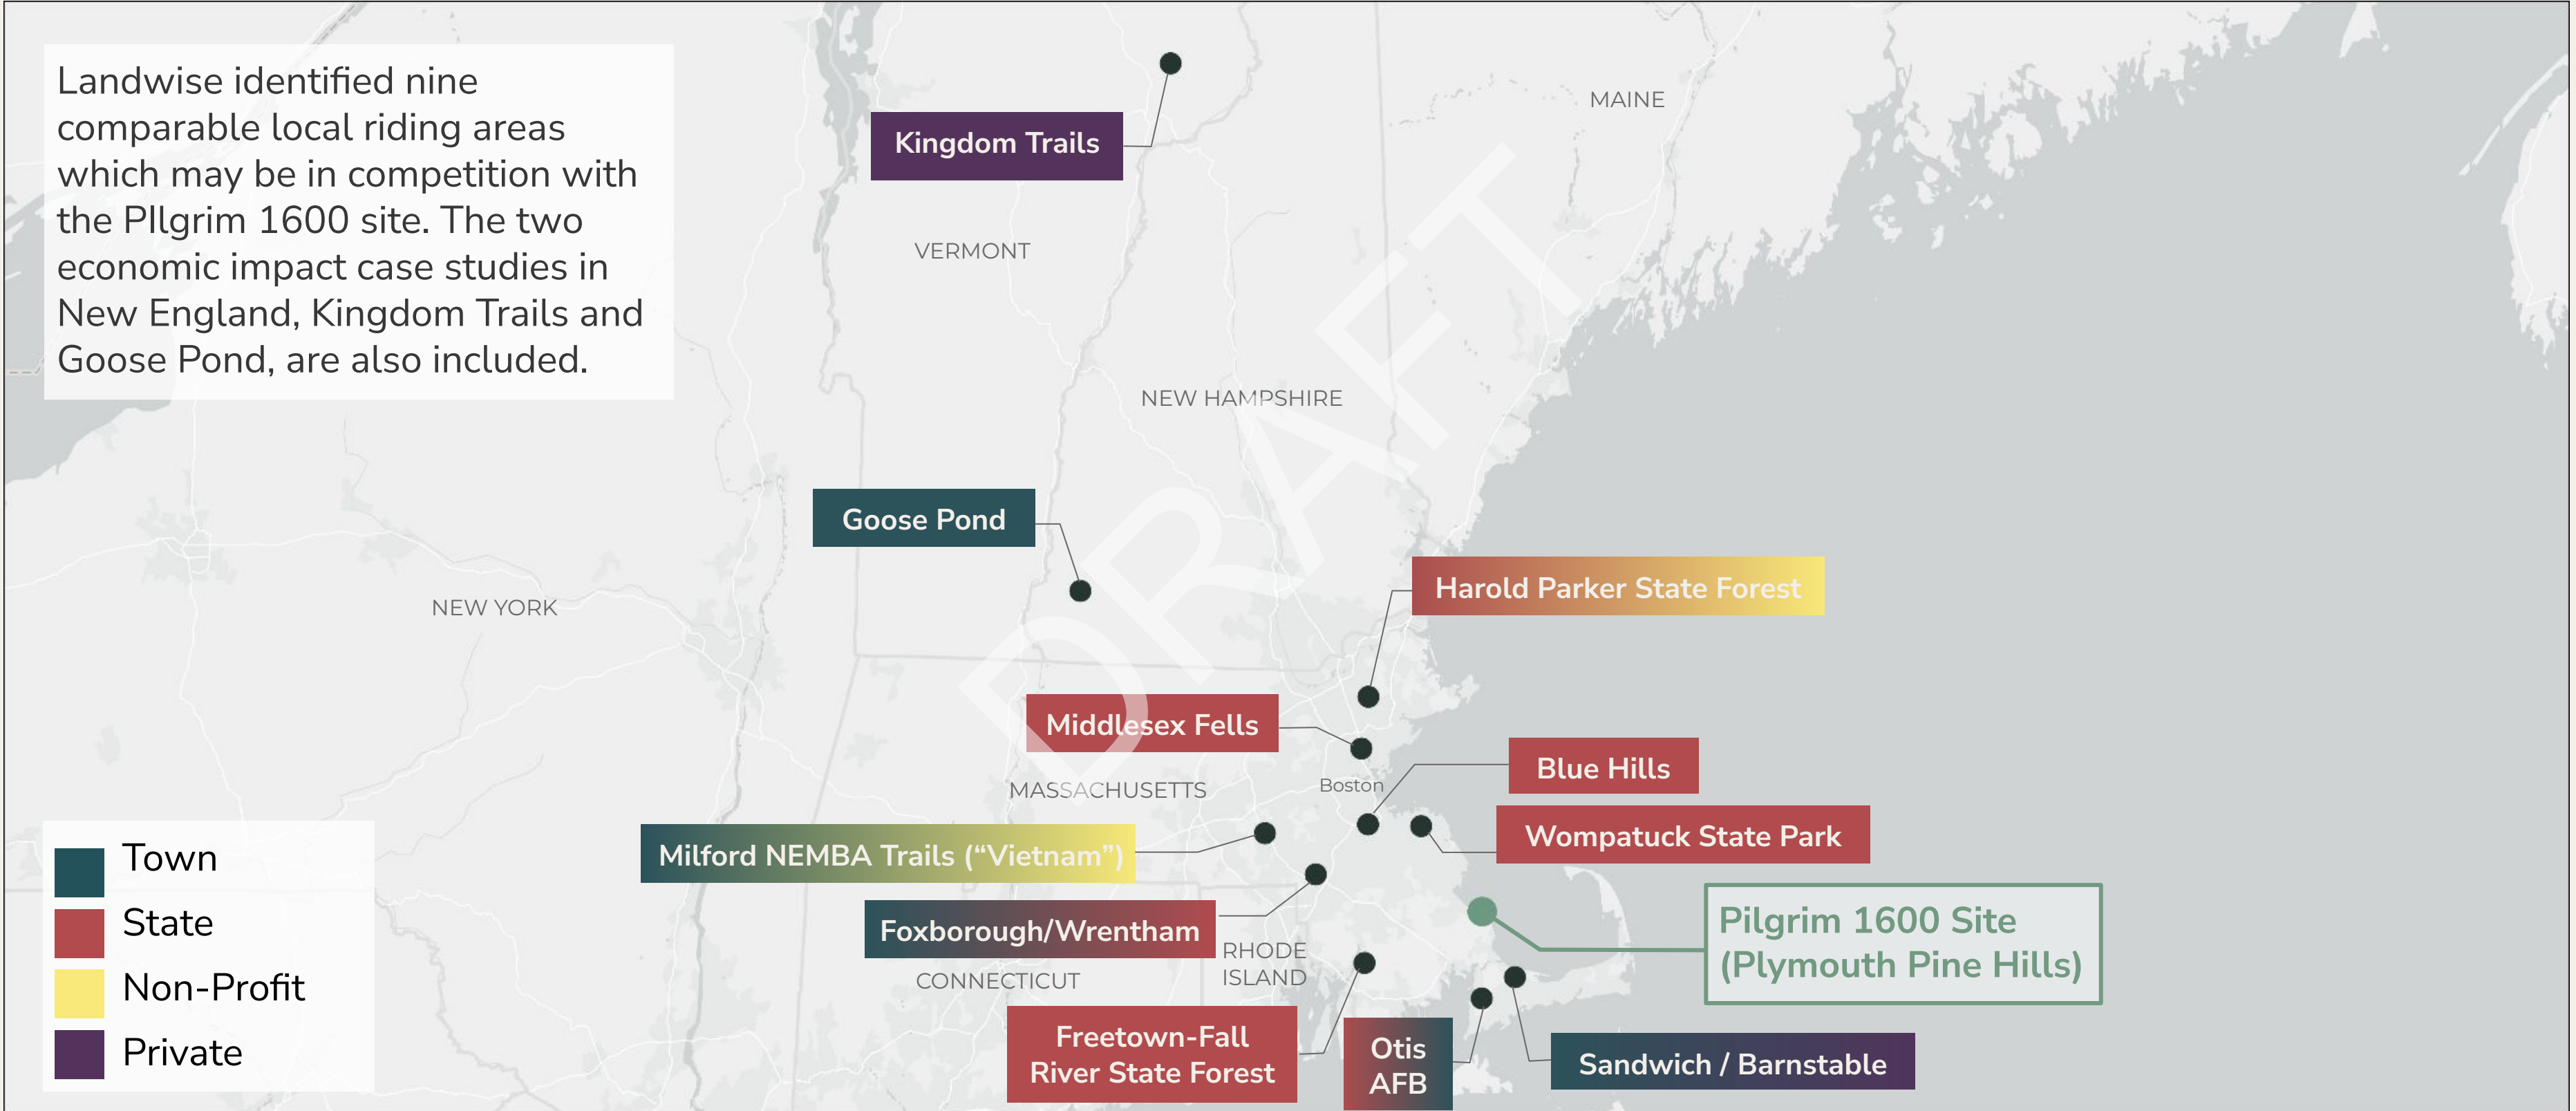 Landwise identified nine
comparable local riding areas
which may be in competition with
the PIlgrim 1600 site. The two
economic impact case studies in
New England, Kingdom Trails and
Goose Pond, are also included.
Kingdom Trails
MAINE
VERMONT
NEW HAMPSHIRE
DRAFT
Goose Pond
NEW YORK
Harold Parker State Forest
Middlesex Fells
MASSACHUSETTS
Boston
Blue Hills
Wompatuck State Park
Milford NEMBA Trails (“Vietnam”)
Foxborough/Wrentham
RHODE
ISLAND
CONNECTICUT
Pilgrim 1600 Site
(Plymouth Pine Hills)
Freetown-Fall
River State Forest
Otis
AFB
Sandwich / Barnstable
Town
State
Non-Profit
Private